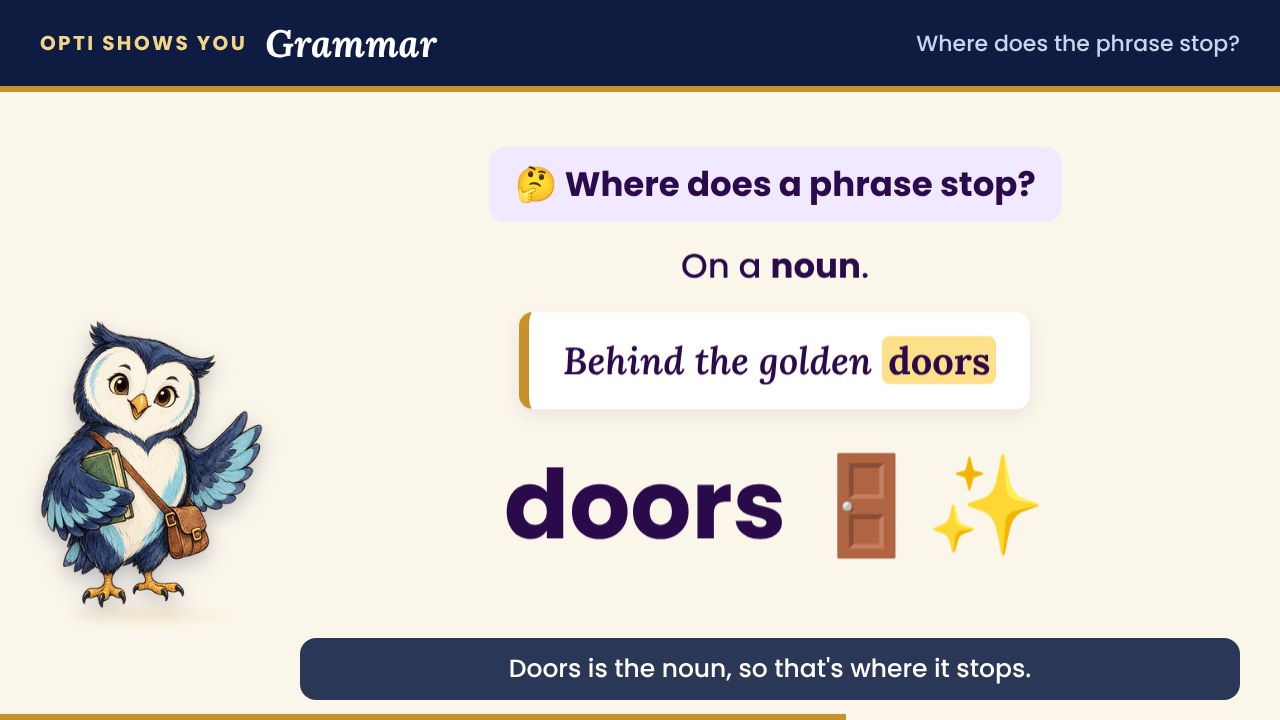 OPTI SHOWS YOU Grammar
Where does the phrase stop?
🤔 Where does a phrase stop?
On a noun.
Behind the golden doors
doors 🚪 ✨
Doors is the noun, so that's where it stops.